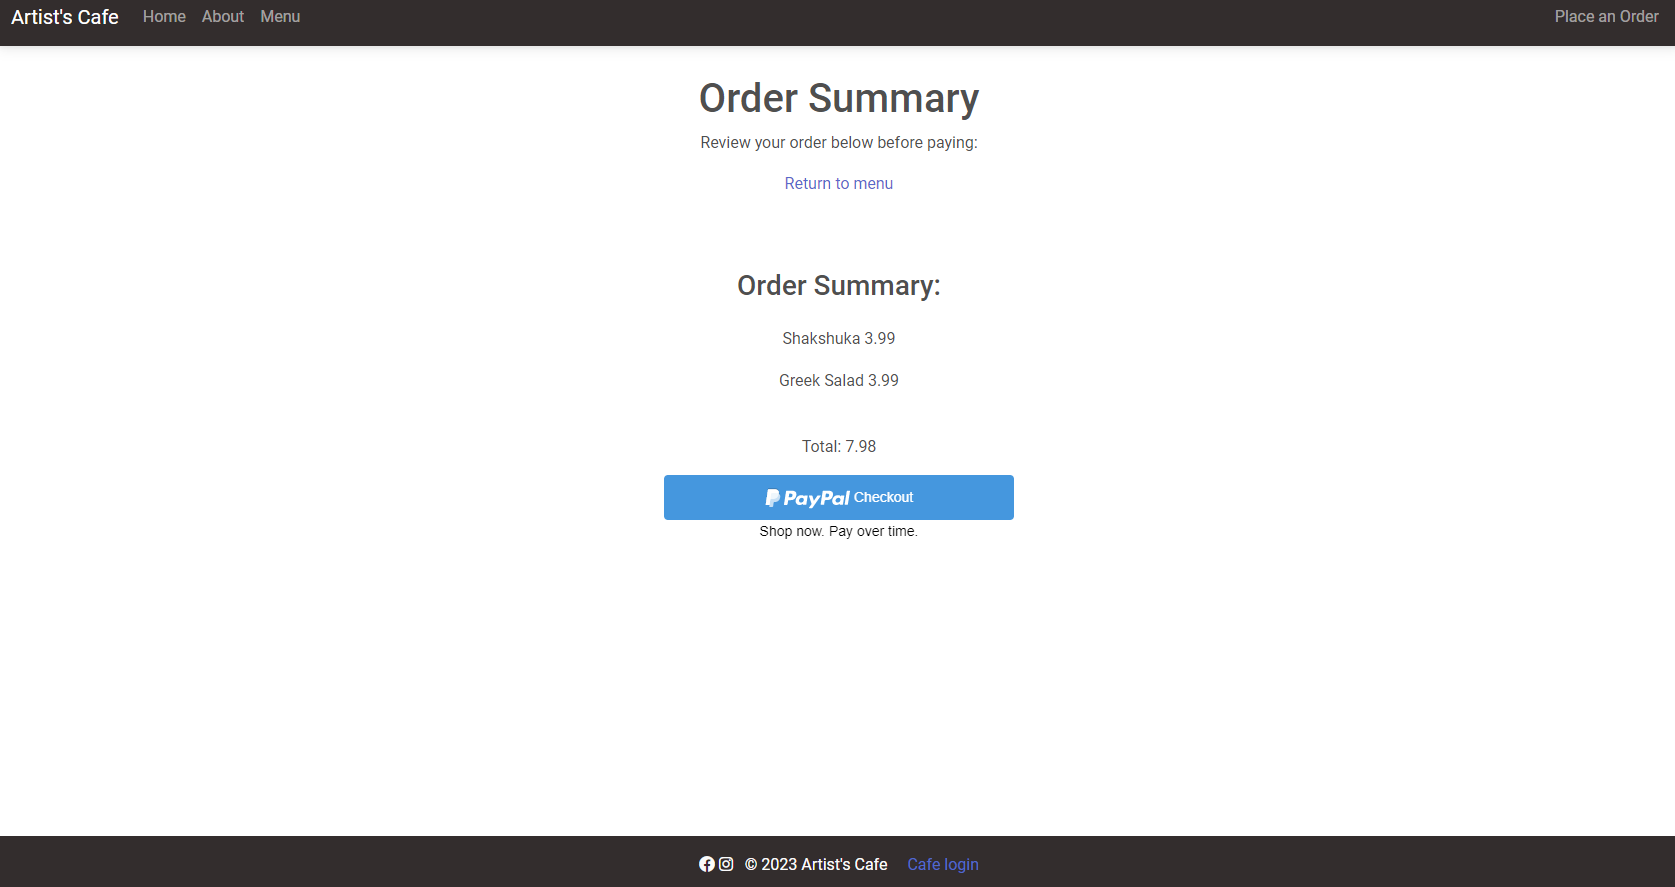 Artist's Cafe Home About Menu Place an Order
Order Summary
Review your order below before paying:
Return to menu
Order Summary:
Shakshuka 3.99
Greek Salad 3.99
Total: 7.98
PayPal Checkout
Shop now. Pay over time.
© 2023 Artist's Cafe Cafe login